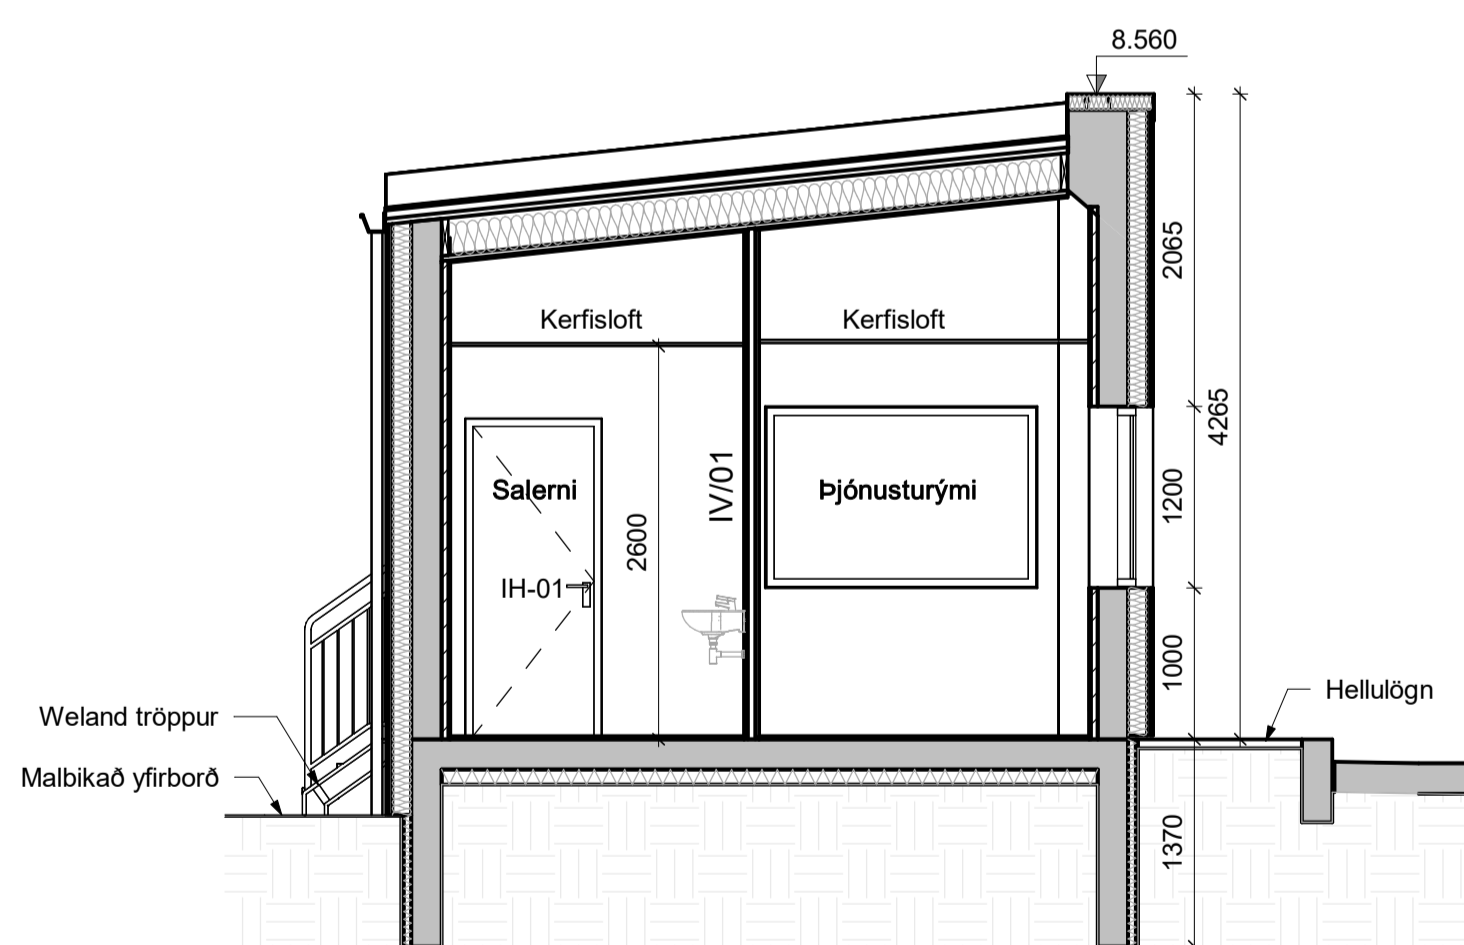 8.560
2065
Kerfisloft
Kerfisloft
4265
IV/01
Salerni
Þjónusturými
1200
2600
IH-01
1000
Hellulögn
Weland tröppur
Malbikað yfirborð
1370